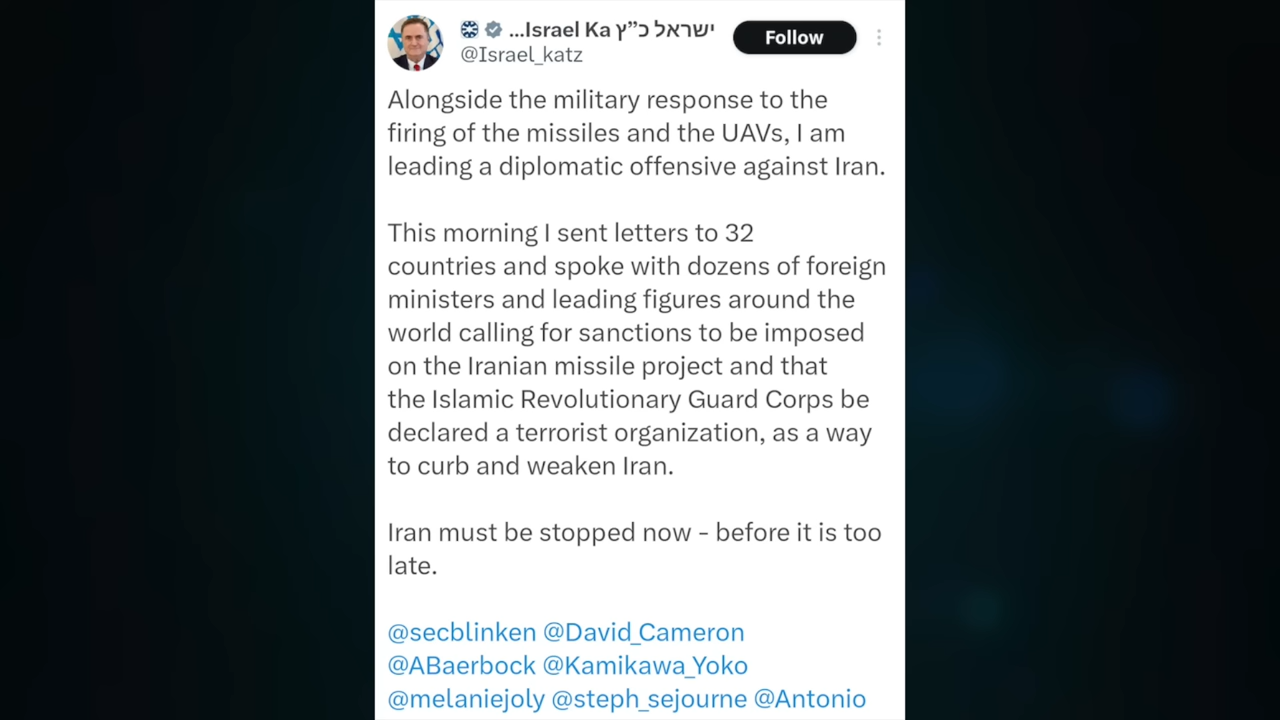 ...Israel Ka ישראל כ”ץ
Follow
@Israel_katz
Alongside the military response to the
firing of the missiles and the UAVs, I am
leading a diplomatic offensive against Iran.
This morning I sent letters to 32
countries and spoke with dozens of foreign
ministers and leading figures around the
world calling for sanctions to be imposed
on the Iranian missile project and that
the Islamic Revolutionary Guard Corps be
declared a terrorist organization, as a way
to curb and weaken Iran.
Iran must be stopped now - before it is too
late.
@secblinken @David_Cameron
@ABaerbock @Kamikawa_Yoko
@melaniejoly @steph_sejourne @Antonio